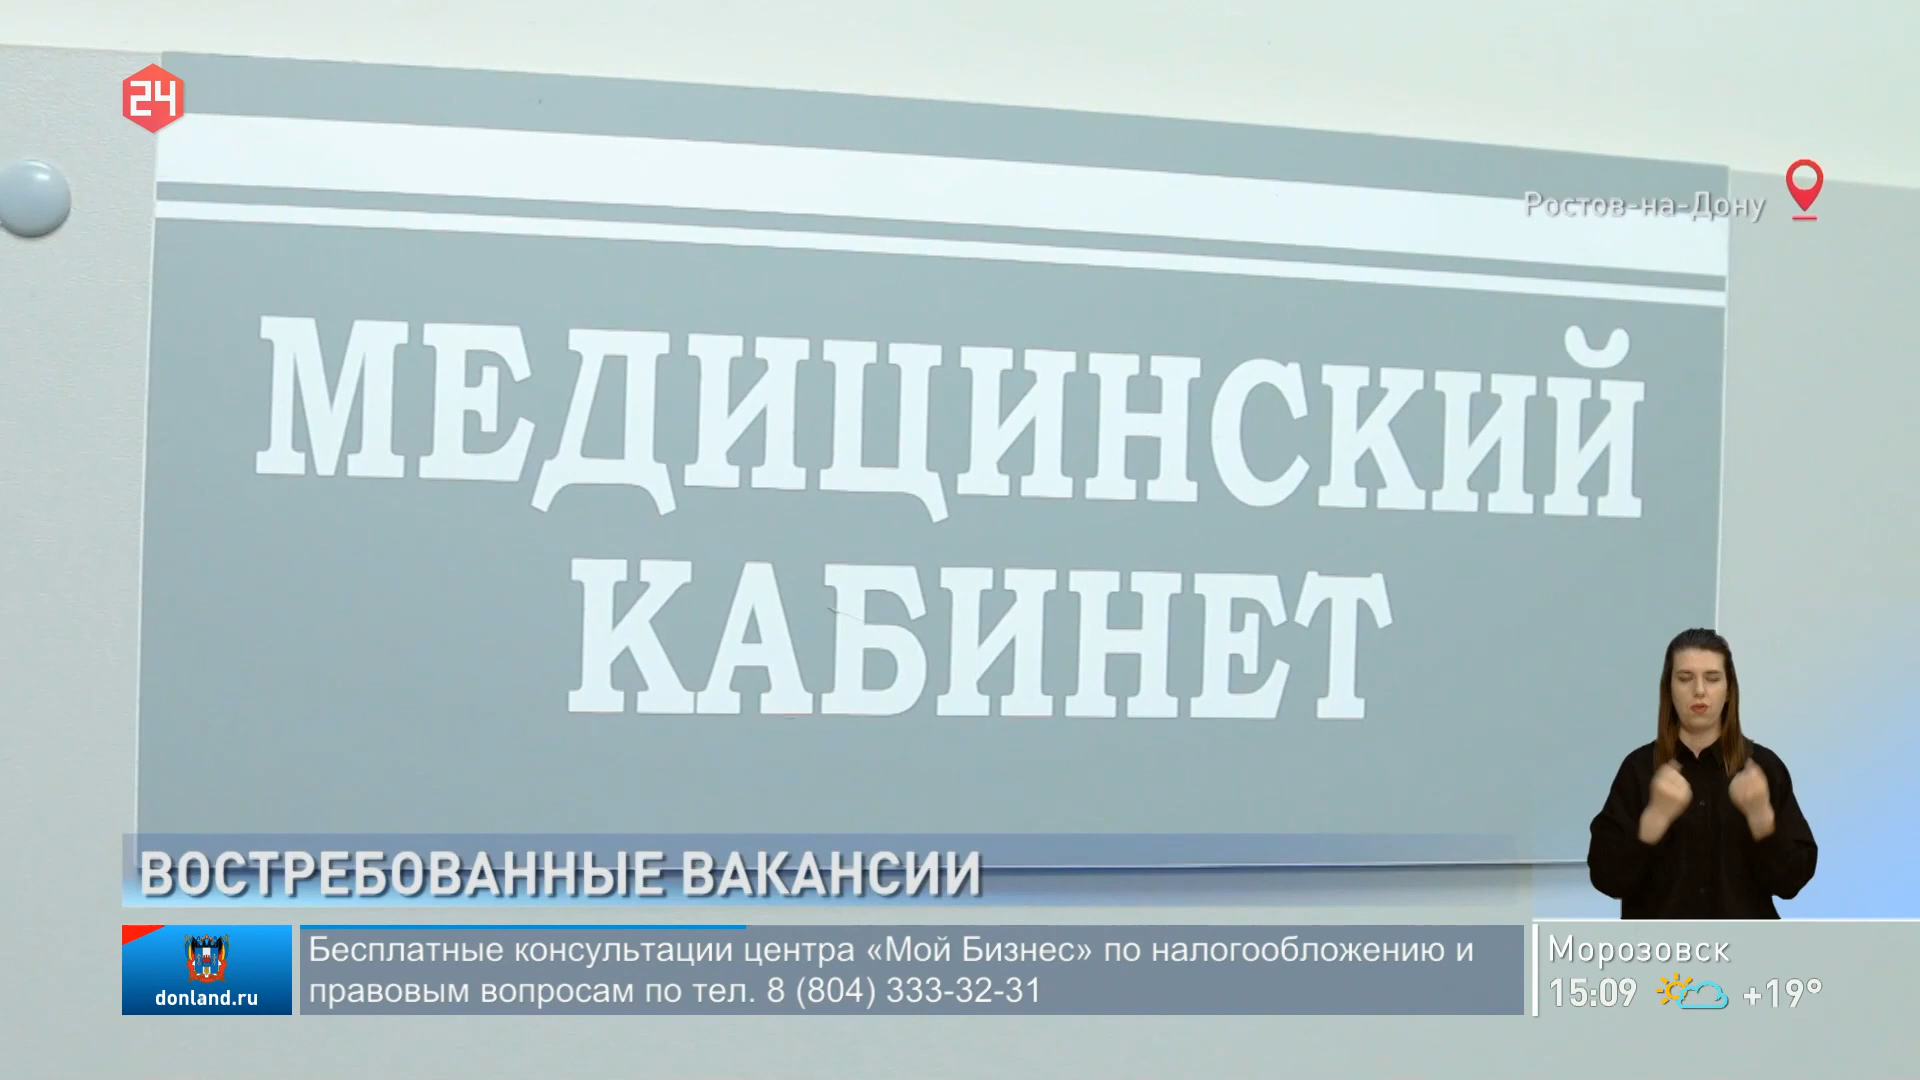 24
Ростов-на-Дону
МЕДИЦИНСКИЙ
КАБИНЕТ
ВОСТРЕБОВАННЫЕ ВАКАНСИИ
donland.ru
Бесплатные консультации центра «Мой Бизнес» по налогообложению и
правовым вопросам по тел. 8 (804) 333-32-31
Морозовск
15:09 +19°